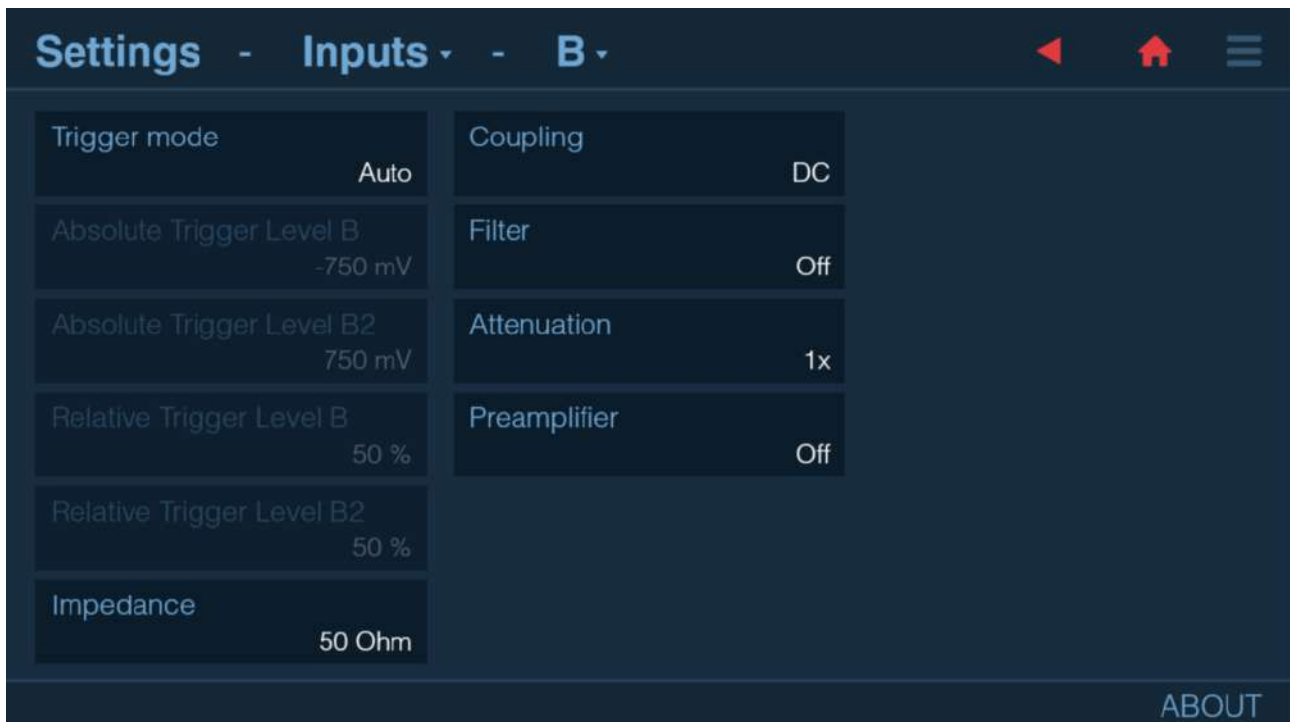 Settings - Inputs - B
Trigger mode
Auto
Absolute Trigger Level B
-750 mV
Absolute Trigger Level B2
750 mV
Relative Trigger Level B
50 %
Relative Trigger Level B2
50 %
Impedance
50 Ohm
Coupling
DC
Filter
Off
Attenuation
1x
Preamplifier
Off
ABOUT